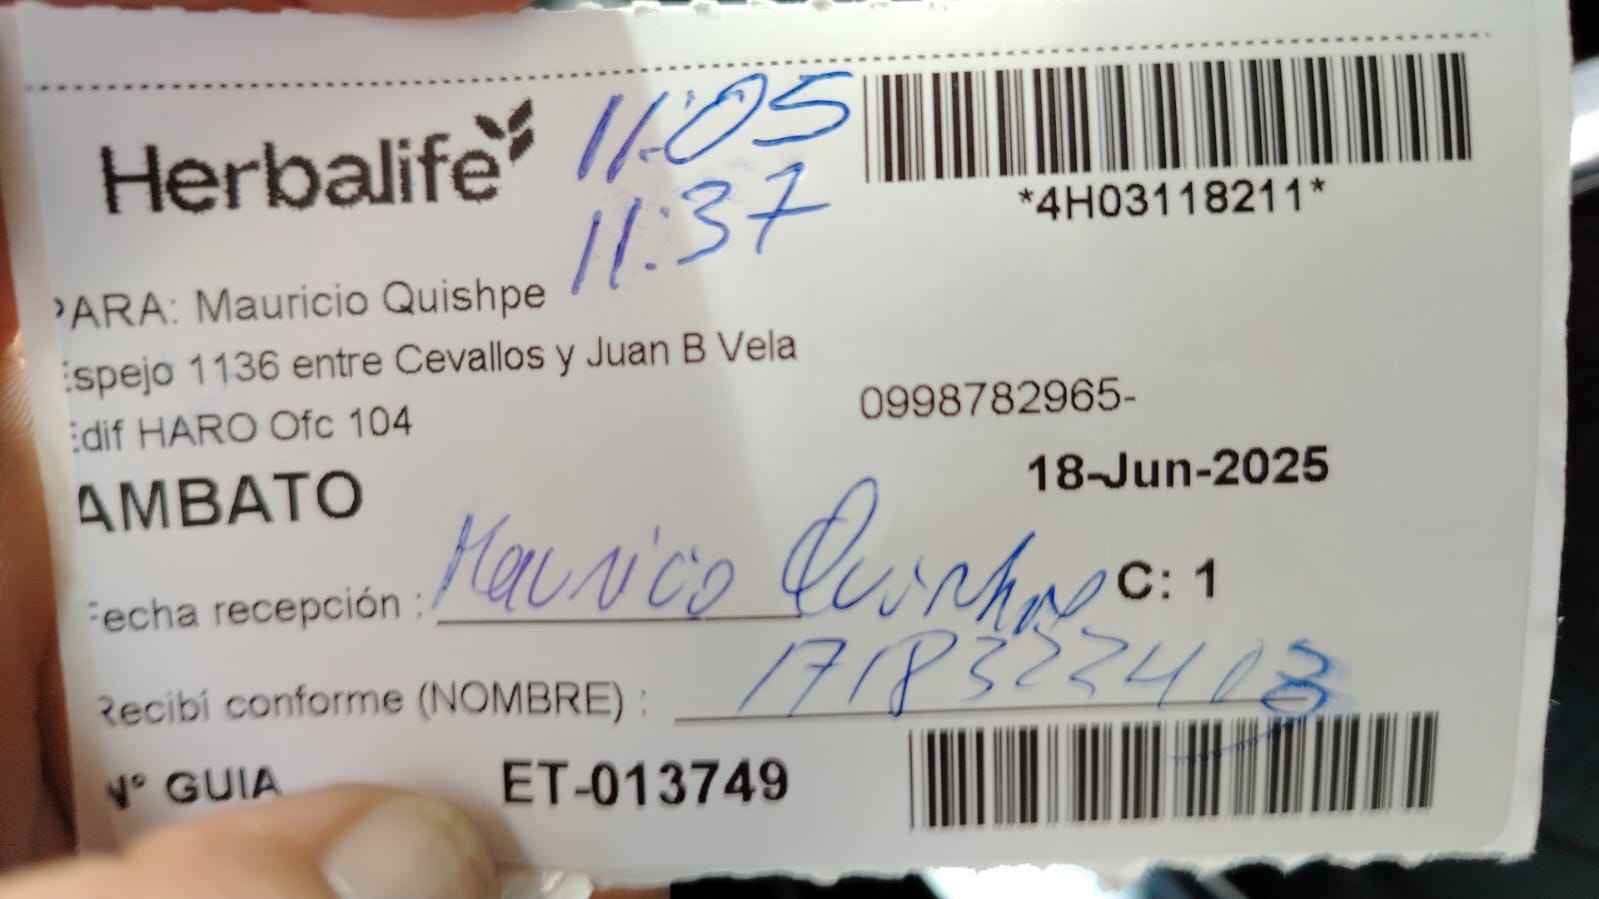 Herbalife
11:05
11:37
*4H03118211*
PARA: Mauricio Quishpe
Espejo 1136 entre Cevallos y Juan B Vela
Edif HARO Ofc 104
0998782965-
AMBATO
18-Jun-2025
Fecha recepción : Mauricio Quishpe C: 1
Recibí conforme (NOMBRE) :
N° GUIA ET-013749